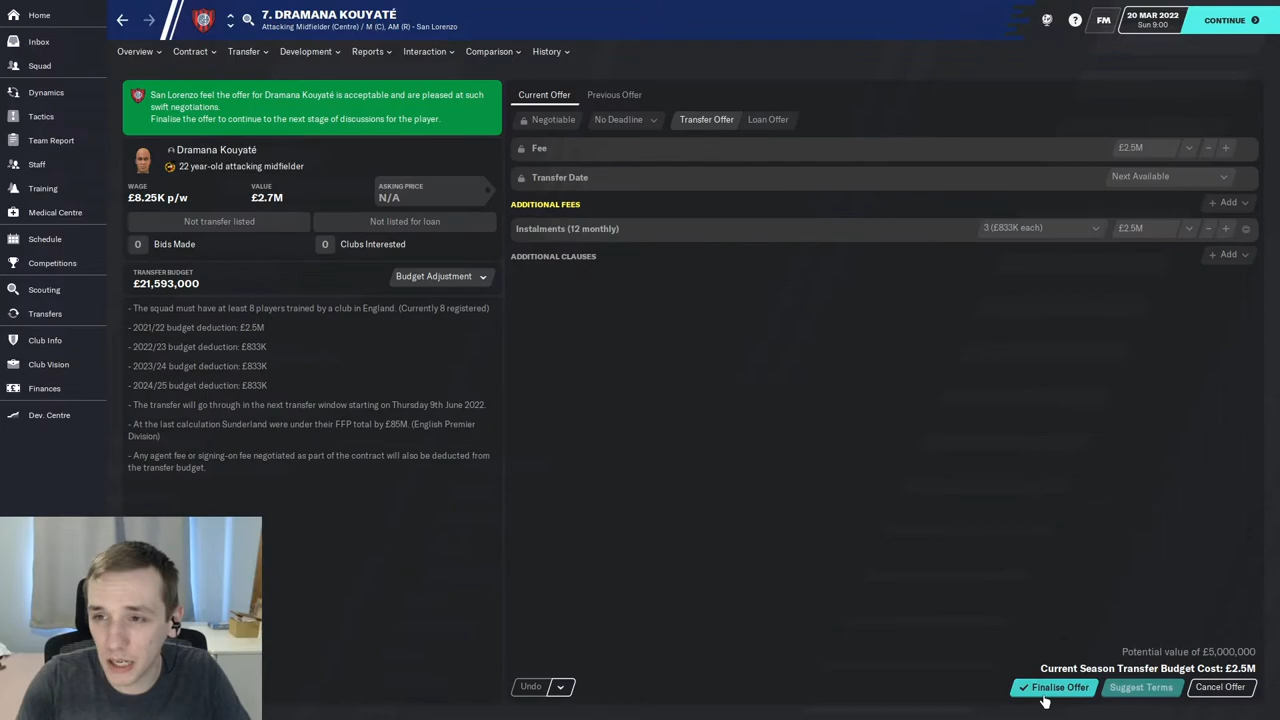 Home
Inbox
Squad
Dynamics
Tactics
Team Report
Staff
Training
Medical Centre
Schedule
Competitions
Scouting
Transfers
Club Info
Club Vision
Finances
Dev. Centre
7. DRAMANA KOUYATÉ
Attacking Midfielder (Centre) / M (C), AM (R) - San Lorenzo
FM
20 MAR 2022
Sun 9:00
CONTINUE
Overview
Contract
Transfer
Development
Reports
Interaction
Comparison
History
San Lorenzo feel the offer for Dramana Kouyaté is acceptable and are pleased at such
swift negotiations.
Finalise the offer to continue to the next stage of discussions for the player.
Dramana Kouyaté
22 year-old attacking midfielder
WAGE
£8.25K p/w
VALUE
£2.7M
ASKING PRICE
N/A
Not transfer listed
Not listed for loan
0 Bids Made
0 Clubs Interested
TRANSFER BUDGET
£21,593,000
Budget Adjustment
- The squad must have at least 8 players trained by a club in England. (Currently 8 registered)
- 2021/22 budget deduction: £2.5M
- 2022/23 budget deduction: £833K
- 2023/24 budget deduction: £833K
- 2024/25 budget deduction: £833K
- The transfer will go through in the next transfer window starting on Thursday 9th June 2022.
- At the last calculation Sunderland were under their FFP total by £85M. (English Premier
Division)
- Any agent fee or signing-on fee negotiated as part of the contract will also be deducted from
the transfer budget.
Current Offer
Previous Offer
Negotiable
No Deadline
Transfer Offer
Loan Offer
Fee
£2.5M
Transfer Date
Next Available
ADDITIONAL FEES
+ Add
Instalments (12 monthly)
3 (£833K each)
£2.5M
ADDITIONAL CLAUSES
+ Add
Potential value of £5,000,000
Current Season Transfer Budget Cost: £2.5M
Undo
Finalise Offer
Suggest Terms
Cancel Offer